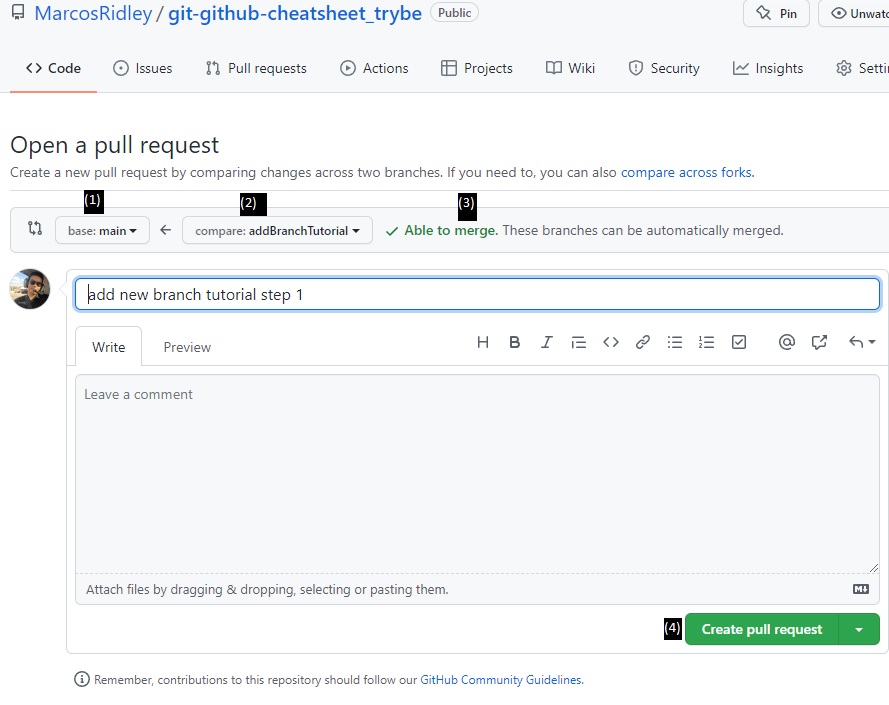 MarcosRidley / git-github-cheatsheet_trybe Public Pin
<> Code Issues Pull requests Actions Projects Wiki Security Insights
Open a pull request
Create a new pull request by comparing changes across two branches. If you need to, you can also compare across forks.
(1) (2) (3)
base: main ← compare: addBranchTutorial ✓ Able to merge. These branches can be automatically merged.
add new branch tutorial step 1
Write Preview H B I
Leave a comment
Attach files by dragging & dropping, selecting or pasting them.
(4) Create pull request
Remember, contributions to this repository should follow our GitHub Community Guidelines.